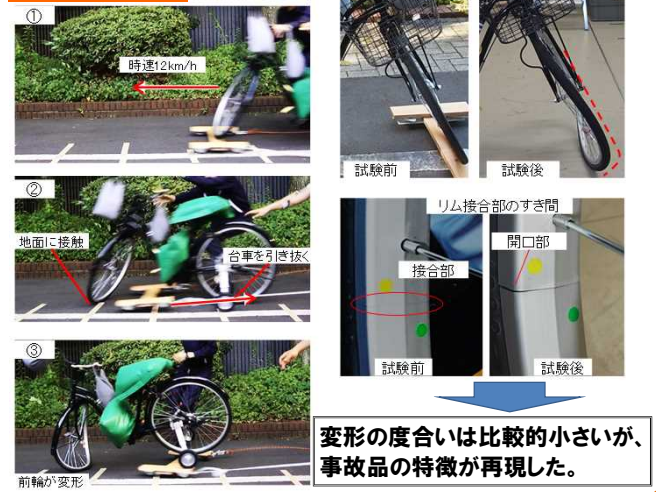 ①
時速12km/h
②
地面に接触
台車を引き抜く
③
前輪が変形
試験前
試験後
リム接合部のすき間
接合部
開口部
試験前
試験後
変形の度合いは比較的小さいが、
事故品の特徴が再現した。